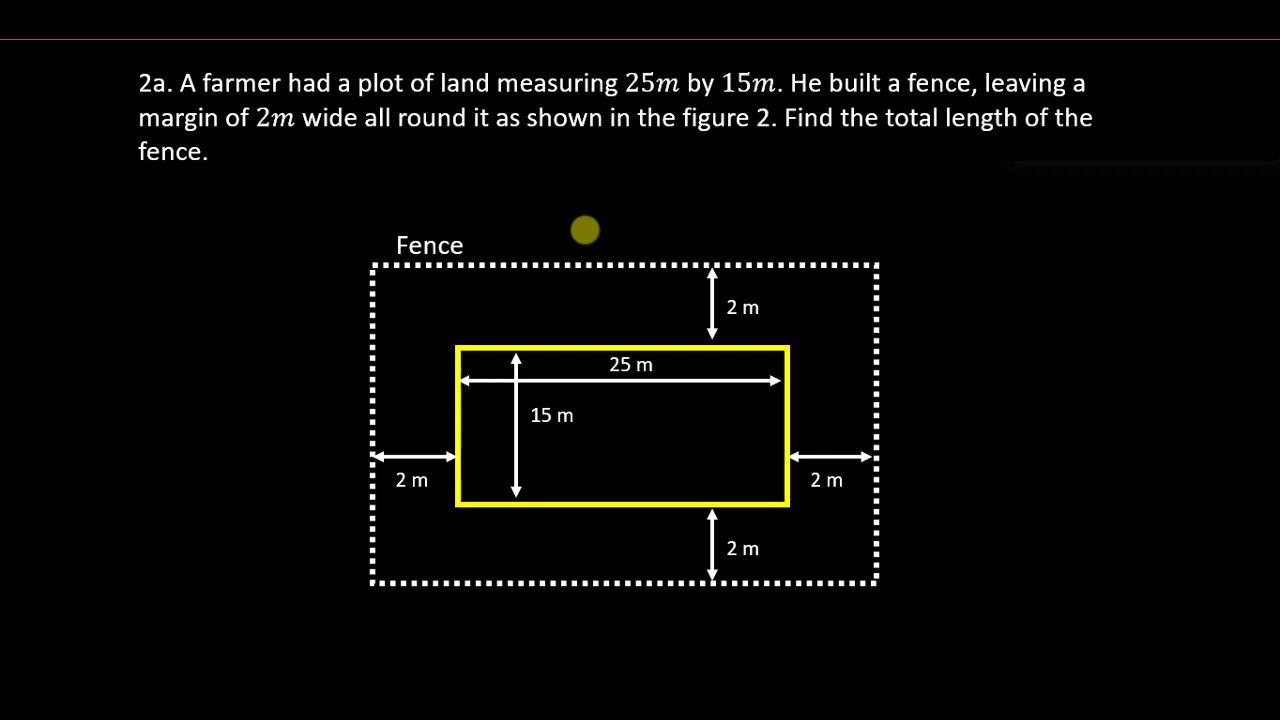 2a. A farmer had a plot of land measuring 25m by 15m. He built a fence, leaving a
margin of 2m wide all round it as shown in the figure 2. Find the total length of the
fence.
Fence
2 m
25 m
15 m
2 m
2 m
2 m